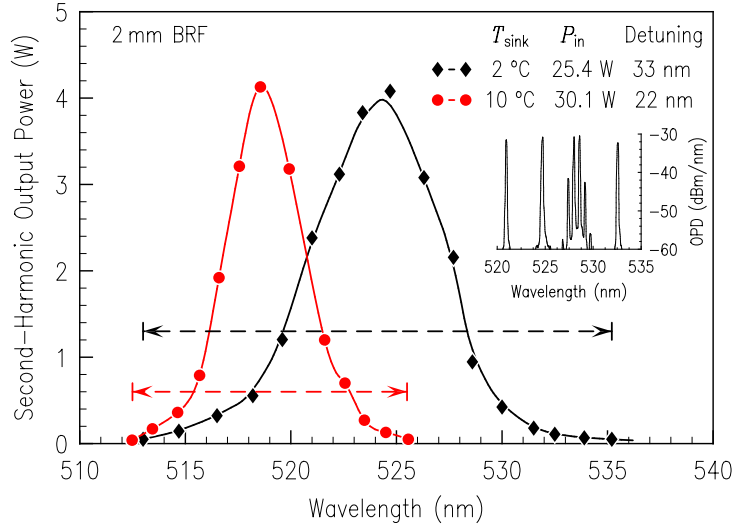 5
4
3
2
1
0
Second-Harmonic Output Power (W)
2 mm BRF
T_sink P_in Detuning
2 °C 25.4 W 33 nm
10 °C 30.1 W 22 nm
-30
-40
-50
-60
OPD (dBm/nm)
520 525 530 535
Wavelength (nm)
510 515 520 525 530 535 540
Wavelength (nm)